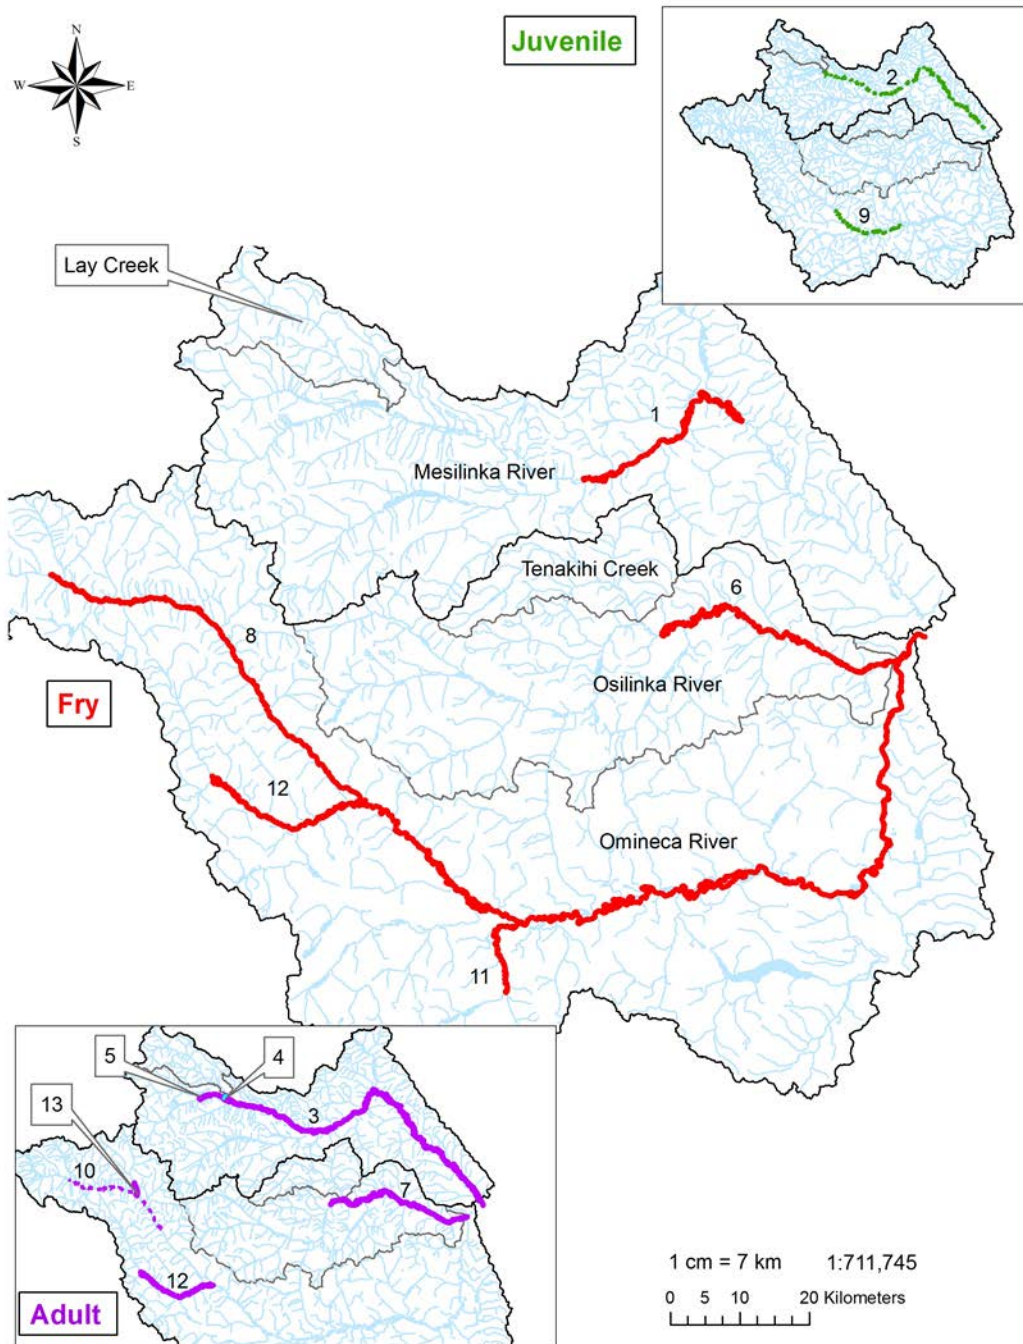 N
W E
S
Juvenile
2
9
Lay Creek
1
Mesilinka River
Tenakihi Creek
6
8
Osilinka River
Fry
12
Omineca River
11
5
4
13
3
10
7
12
Adult
1 cm = 7 km 1:711,745
0 5 10 20 Kilometers